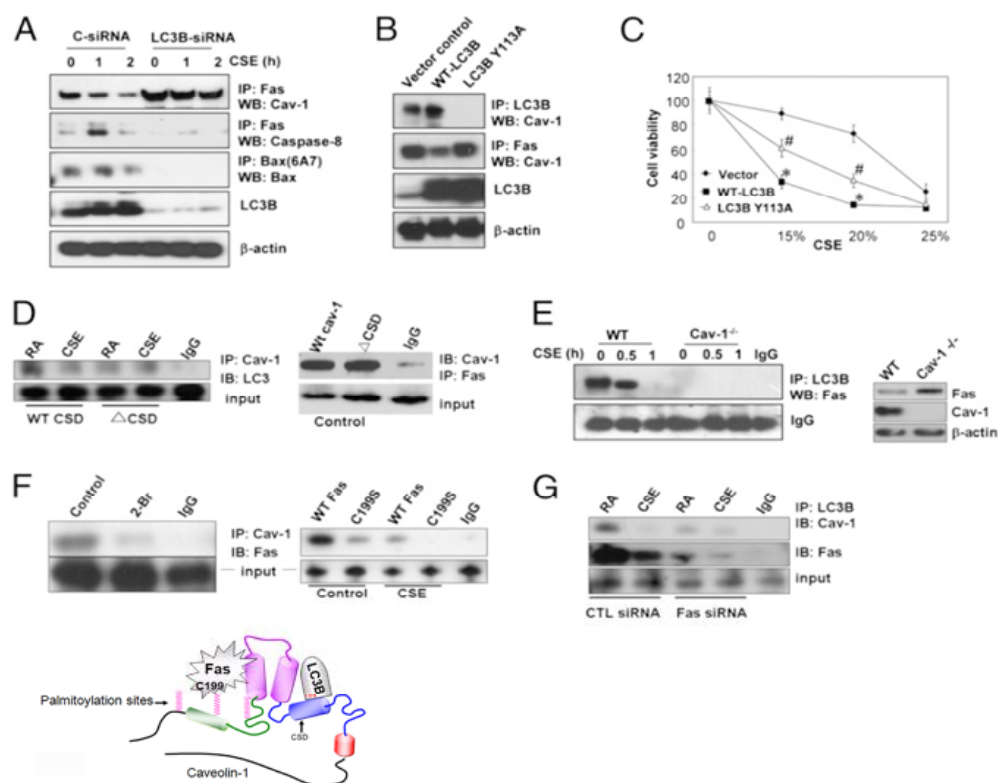 A
C-siRNA LC3B-siRNA
0 1 2 0 1 2 CSE (h)
IP: Fas
WB: Cav-1
IP: Fas
WB: Caspase-8
IP: Bax(6A7)
WB: Bax
LC3B
β-actin
B
Vector control
WT-LC3B
LC3B Y113A
IP: LC3B
WB: Cav-1
IP: Fas
WB: Cav-1
LC3B
β-actin
C
Cell viability
120
100
80
60
40
20
0
#
#
*
*
Vector
WT-LC3B
LC3B Y113A
0 15% 20% 25%
CSE
D
RA CSE RA CSE IgG
IP: Cav-1
IB: LC3
input
WT CSD △CSD
Wt cav-1 △CSD IgG
IB: Cav-1
IP: Fas
input
Control
E
WT Cav-1-/-
CSE (h) 0 0.5 1 0 0.5 1 IgG
IP: LC3B
WB: Fas
IgG
WT Cav-1 -/-
Fas
Cav-1
β-actin
F
Control 2-Br IgG
IP: Cav-1
IB: Fas
input
WT Fas C199S WT Fas C199S IgG
input
Control CSE
G
RA CSE RA CSE IgG
IP: LC3B
IB: Cav-1
IB: Fas
input
CTL siRNA Fas siRNA
Fas
C199
LC3B
Palmitoylation sites
CSD
Caveolin-1